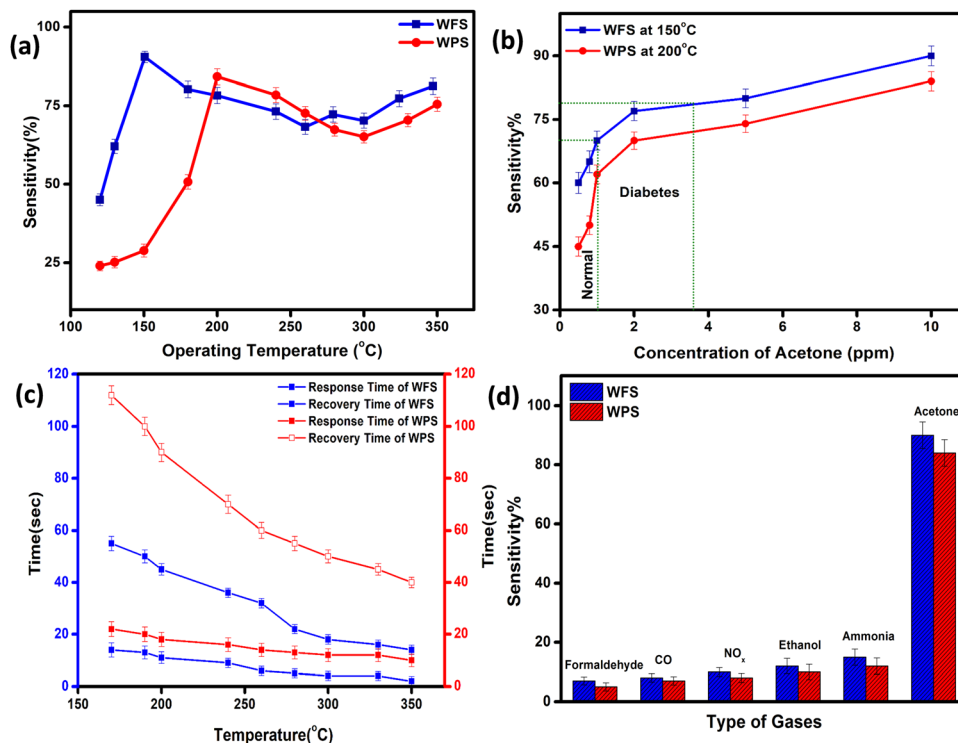 (a)
WFS
WPS
Sensitivity(%)
100
75
50
25
100 150 200 250 300 350
Operating Temperature (°C)
(b)
WFS at 150°C
WPS at 200°C
Sensitivity%
90
75
60
45
30
Normal
Diabetes
0 2 4 6 8 10
Concentration of Acetone (ppm)
(c)
Response Time of WFS
Recovery Time of WFS
Response Time of WPS
Recovery Time of WPS
Time(sec)
120
100
80
60
40
20
0
150 200 250 300 350
Temperature(°C)
120
100
80
60
40
20
0
Time(sec)
(d)
WFS
WPS
Sensitivity%
100
80
60
40
20
0
Formaldehyde
CO
NOx
Ethanol
Ammonia
Acetone
Type of Gases